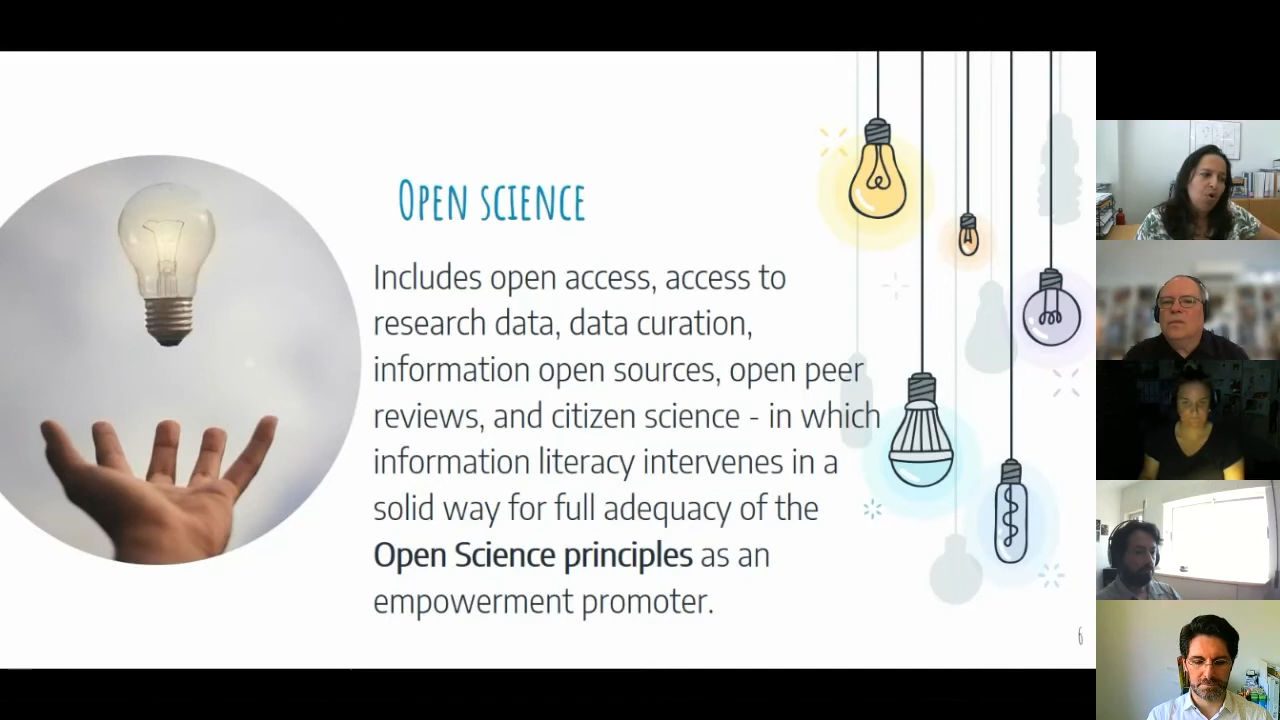 Open science
Includes open access, access to
research data, data curation,
information open sources, open peer
reviews, and citizen science - in which
information literacy intervenes in a
solid way for full adequacy of the
Open Science principles as an
empowerment promoter.
6